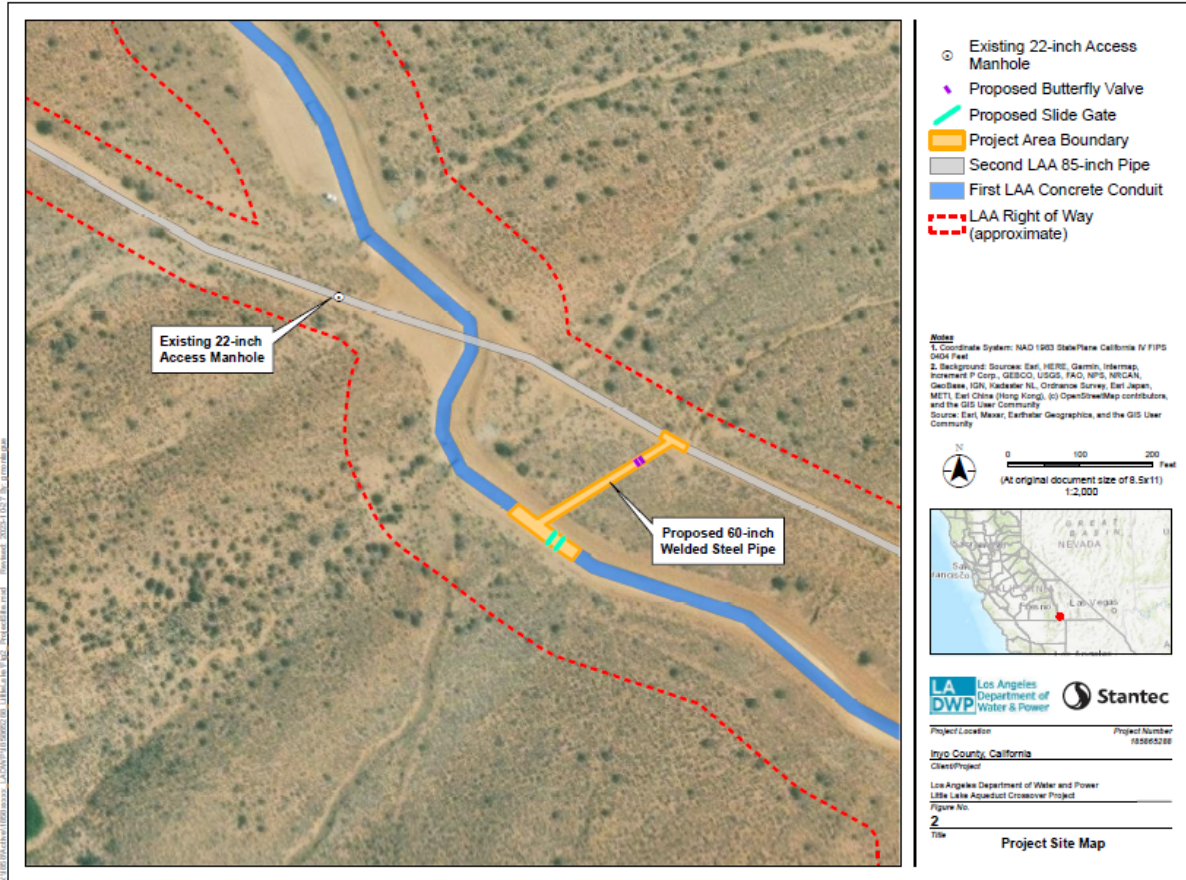 Existing 22-inch
Access Manhole
Proposed 60-inch
Welded Steel Pipe
Existing 22-inch Access
Manhole
Proposed Butterfly Valve
Proposed Slide Gate
Project Area Boundary
Second LAA 85-inch Pipe
First LAA Concrete Conduit
LAA Right of Way
(approximate)
Notes
1. Coordinate System: NAD 1983 StatePlane California IV FIPS
0404 Feet
2. Background: Sources: Esri, HERE, Garmin, Intermap,
increment P Corp., GEBCO, USGS, FAO, NPS, NRCAN,
GeoBase, IGN, Kadaster NL, Ordnance Survey, Esri Japan,
METI, Esri China (Hong Kong), (c) OpenStreetMap contributors,
and the GIS User Community
Source: Esri, Maxar, Earthstar Geographics, and the GIS User
Community
N
0 100 200
Feet
(At original document size of 8.5x11)
1:2,000
GREAT
BASIN
NEVADA
San
Fresno
Las Vegas
Los Angeles
LA
DWP
Los Angeles
Department of
Water & Power
Stantec
Project Location
Project Number
185865288
Inyo County, California
Client/Project
Los Angeles Department of Water and Power
Little Lake Aqueduct Crossover Project
Figure No.
2
Title
Project Site Map